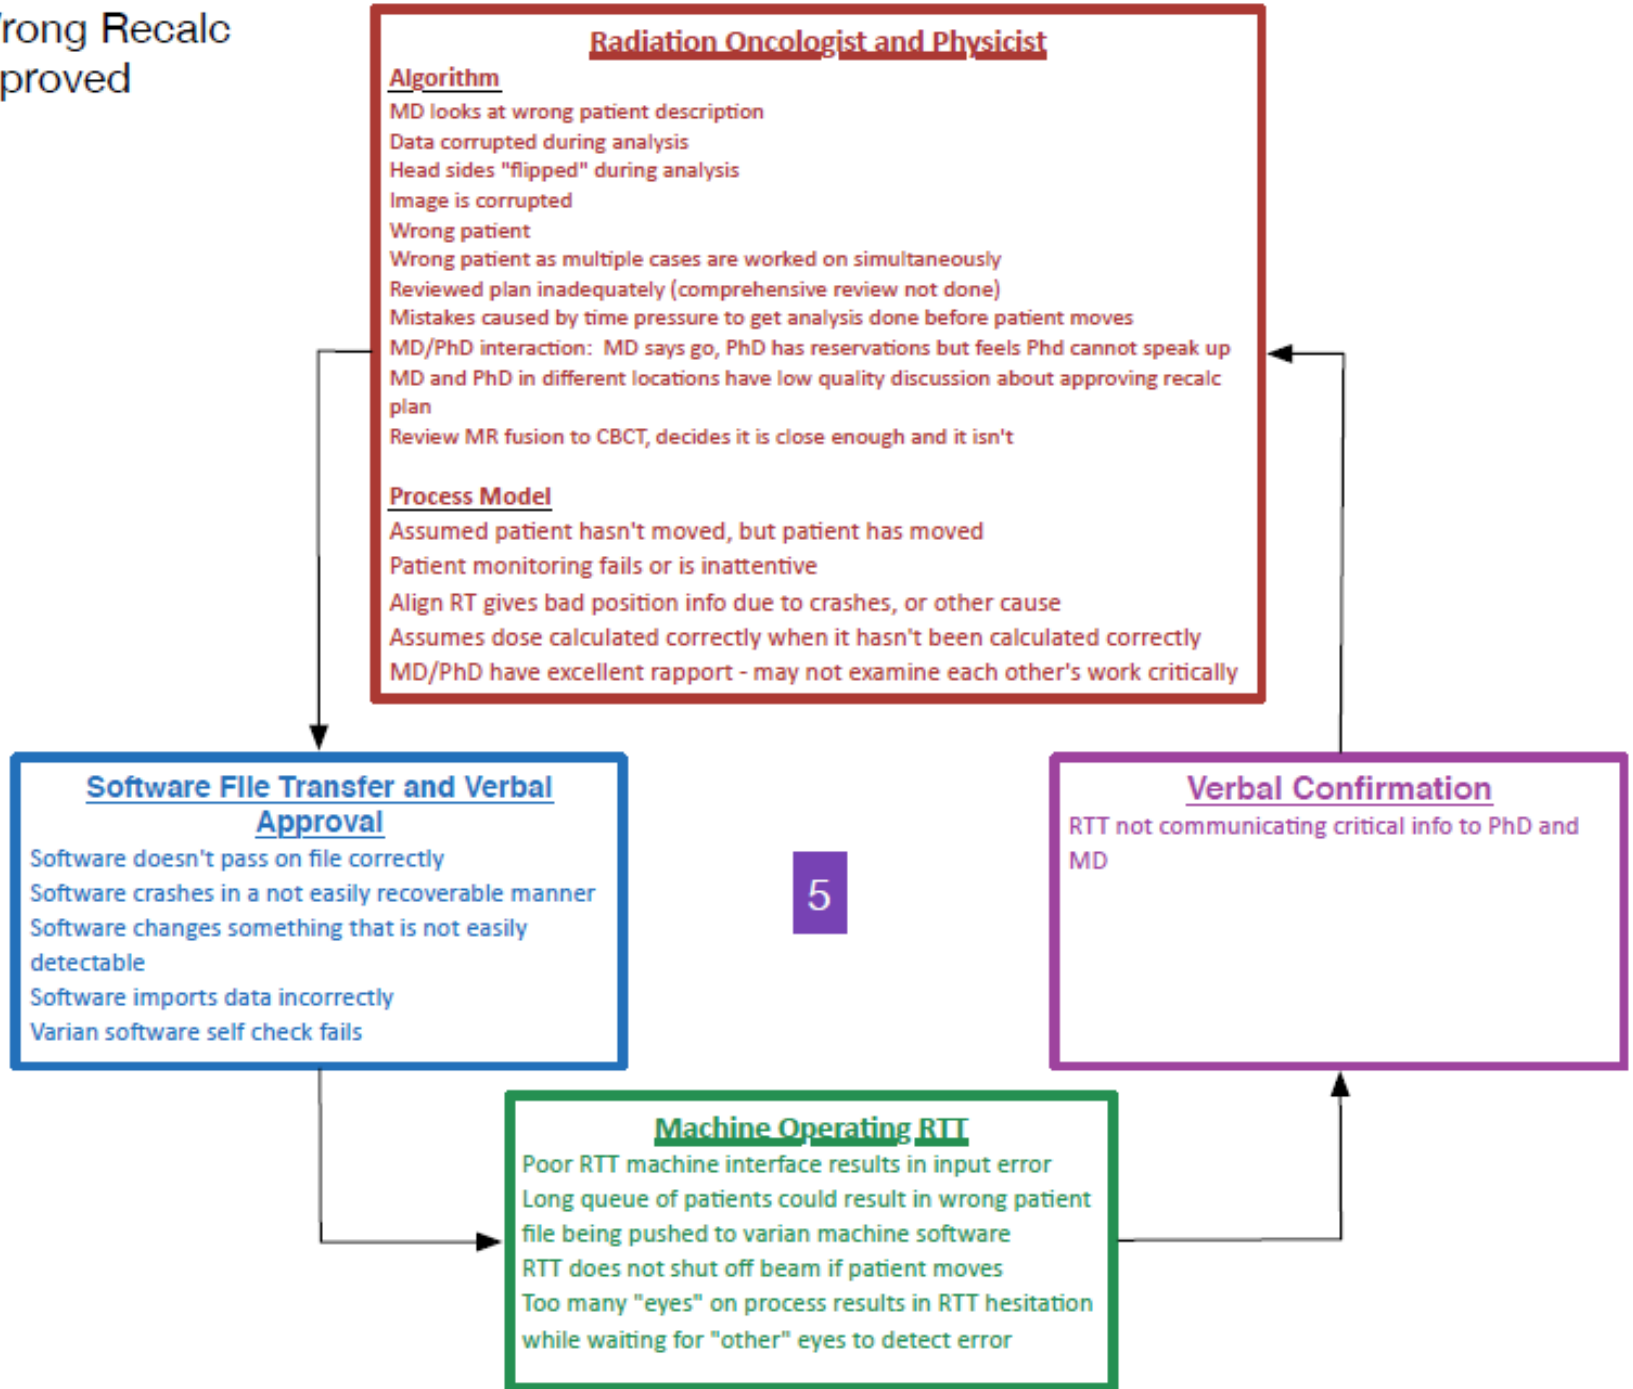 rong Recalc
proved
Radiation Oncologist and Physicist
Algorithm
MD looks at wrong patient description
Data corrupted during analysis
Head sides "flipped" during analysis
Image is corrupted
Wrong patient
Wrong patient as multiple cases are worked on simultaneously
Reviewed plan inadequately (comprehensive review not done)
Mistakes caused by time pressure to get analysis done before patient moves
MD/PhD interaction:  MD says go, PhD has reservations but feels Phd cannot speak up
MD and PhD in different locations have low quality discussion about approving recalc
plan
Review MR fusion to CBCT, decides it is close enough and it isn't
Process Model
Assumed patient hasn't moved, but patient has moved
Patient monitoring fails or is inattentive
Align RT gives bad position info due to crashes, or other cause
Assumes dose calculated correctly when it hasn't been calculated correctly
MD/PhD have excellent rapport - may not examine each other's work critically
Software File Transfer and Verbal
Approval
Software doesn't pass on file correctly
Software crashes in a not easily recoverable manner
Software changes something that is not easily
detectable
Software imports data incorrectly
Varian software self check fails
5
Verbal Confirmation
RTT not communicating critical info to PhD and
MD
Machine Operating RTT
Poor RTT machine interface results in input error
Long queue of patients could result in wrong patient
file being pushed to varian machine software
RTT does not shut off beam if patient moves
Too many "eyes" on process results in RTT hesitation
while waiting for "other" eyes to detect error